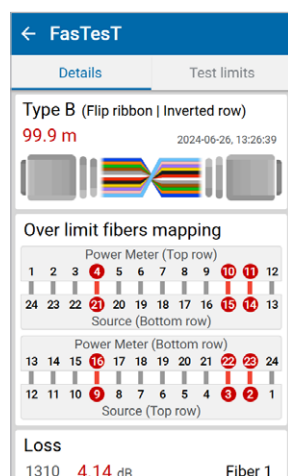 ← FasTesT
Details Test limits
Type B (Flip ribbon | Inverted row)
99.9 m 2024-06-26, 13:26:39
Over limit fibers mapping
Power Meter (Top row)
1 2 3 4 5 6 7 8 9 10 11 12
24 23 22 21 20 19 18 17 16 15 14 13
Source (Bottom row)
Power Meter (Bottom row)
13 14 15 16 17 18 19 20 21 22 23 24
12 11 10 9 8 7 6 5 4 3 2 1
Source (Top row)
Loss
1310 4.14 dB Fiber 1